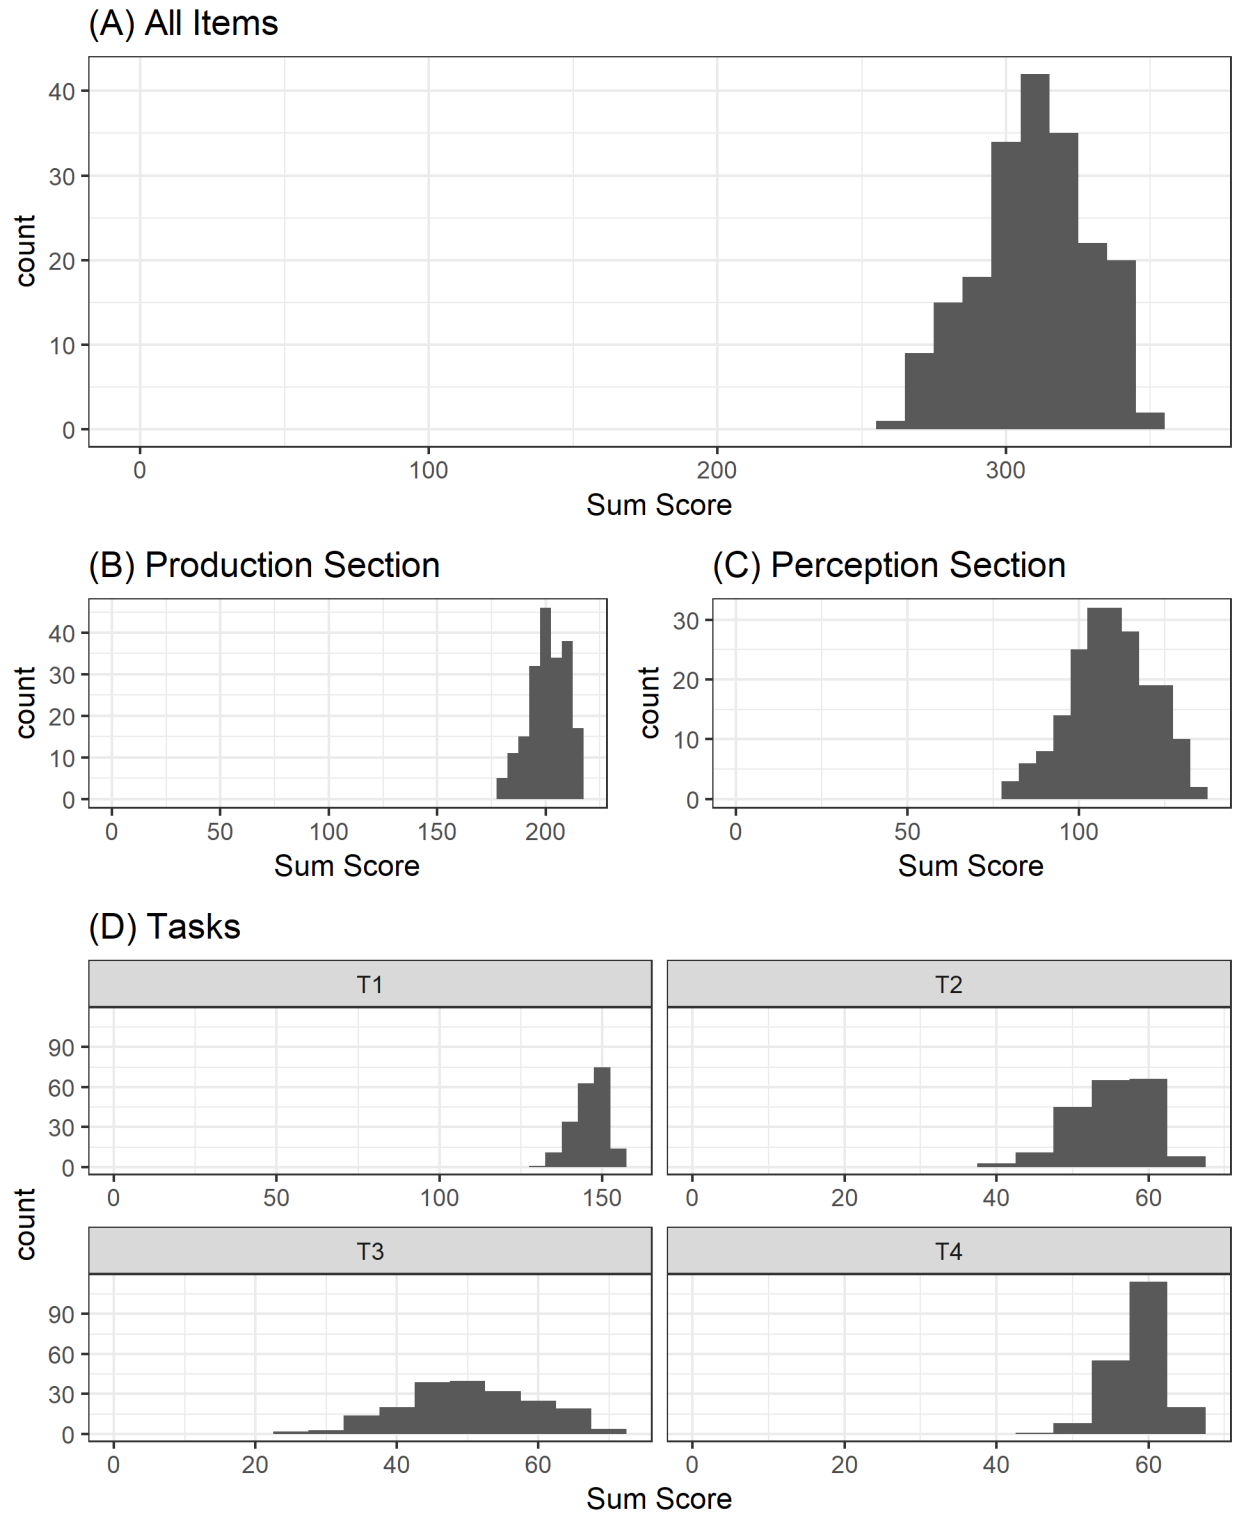 (A) All Items
count
40
30
20
10
0
0 100 200 300
Sum Score
(B) Production Section
count
40
30
20
10
0
0 50 100 150 200
Sum Score
(C) Perception Section
count
30
20
10
0
0 50 100
Sum Score
(D) Tasks
count
T1
90
60
30
0
0 50 100 150
T2
0 20 40 60
T3
90
60
30
0
0 20 40 60
T4
0 20 40 60
Sum Score